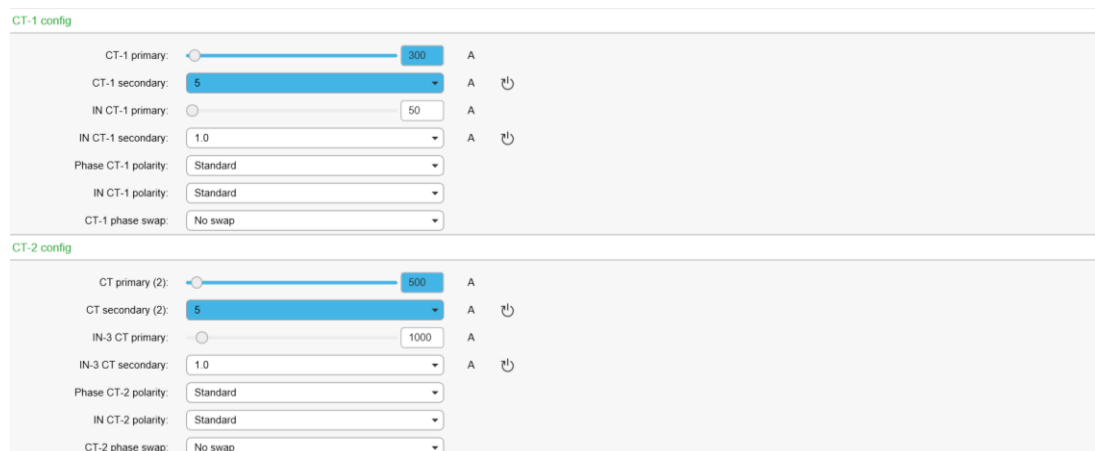 CT-1 config
CT-1 primary: 300 A
CT-1 secondary: 5 A
IN CT-1 primary: 50 A
IN CT-1 secondary: 1.0 A
Phase CT-1 polarity: Standard
IN CT-1 polarity: Standard
CT-1 phase swap: No swap
CT-2 config
CT primary (2): 500 A
CT secondary (2): 5 A
IN-3 CT primary: 1000 A
IN-3 CT secondary: 1.0 A
Phase CT-2 polarity: Standard
IN CT-2 polarity: Standard
CT-2 phase swap: No swap